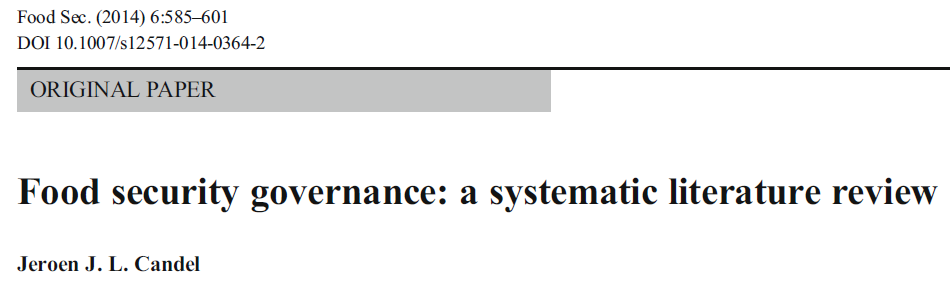 Food Sec. (2014) 6:585–601
DOI 10.1007/s12571-014-0364-2
ORIGINAL PAPER
Food security governance: a systematic literature review
Jeroen J. L. Candel